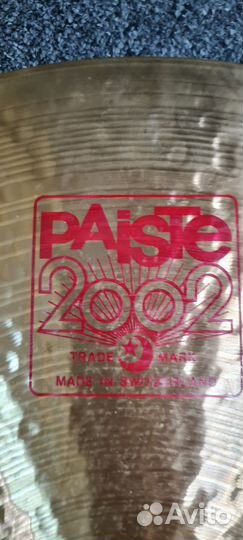 PAiSTe
2002
TRADE MARK
MADE IN SWITZERLAND
Avito